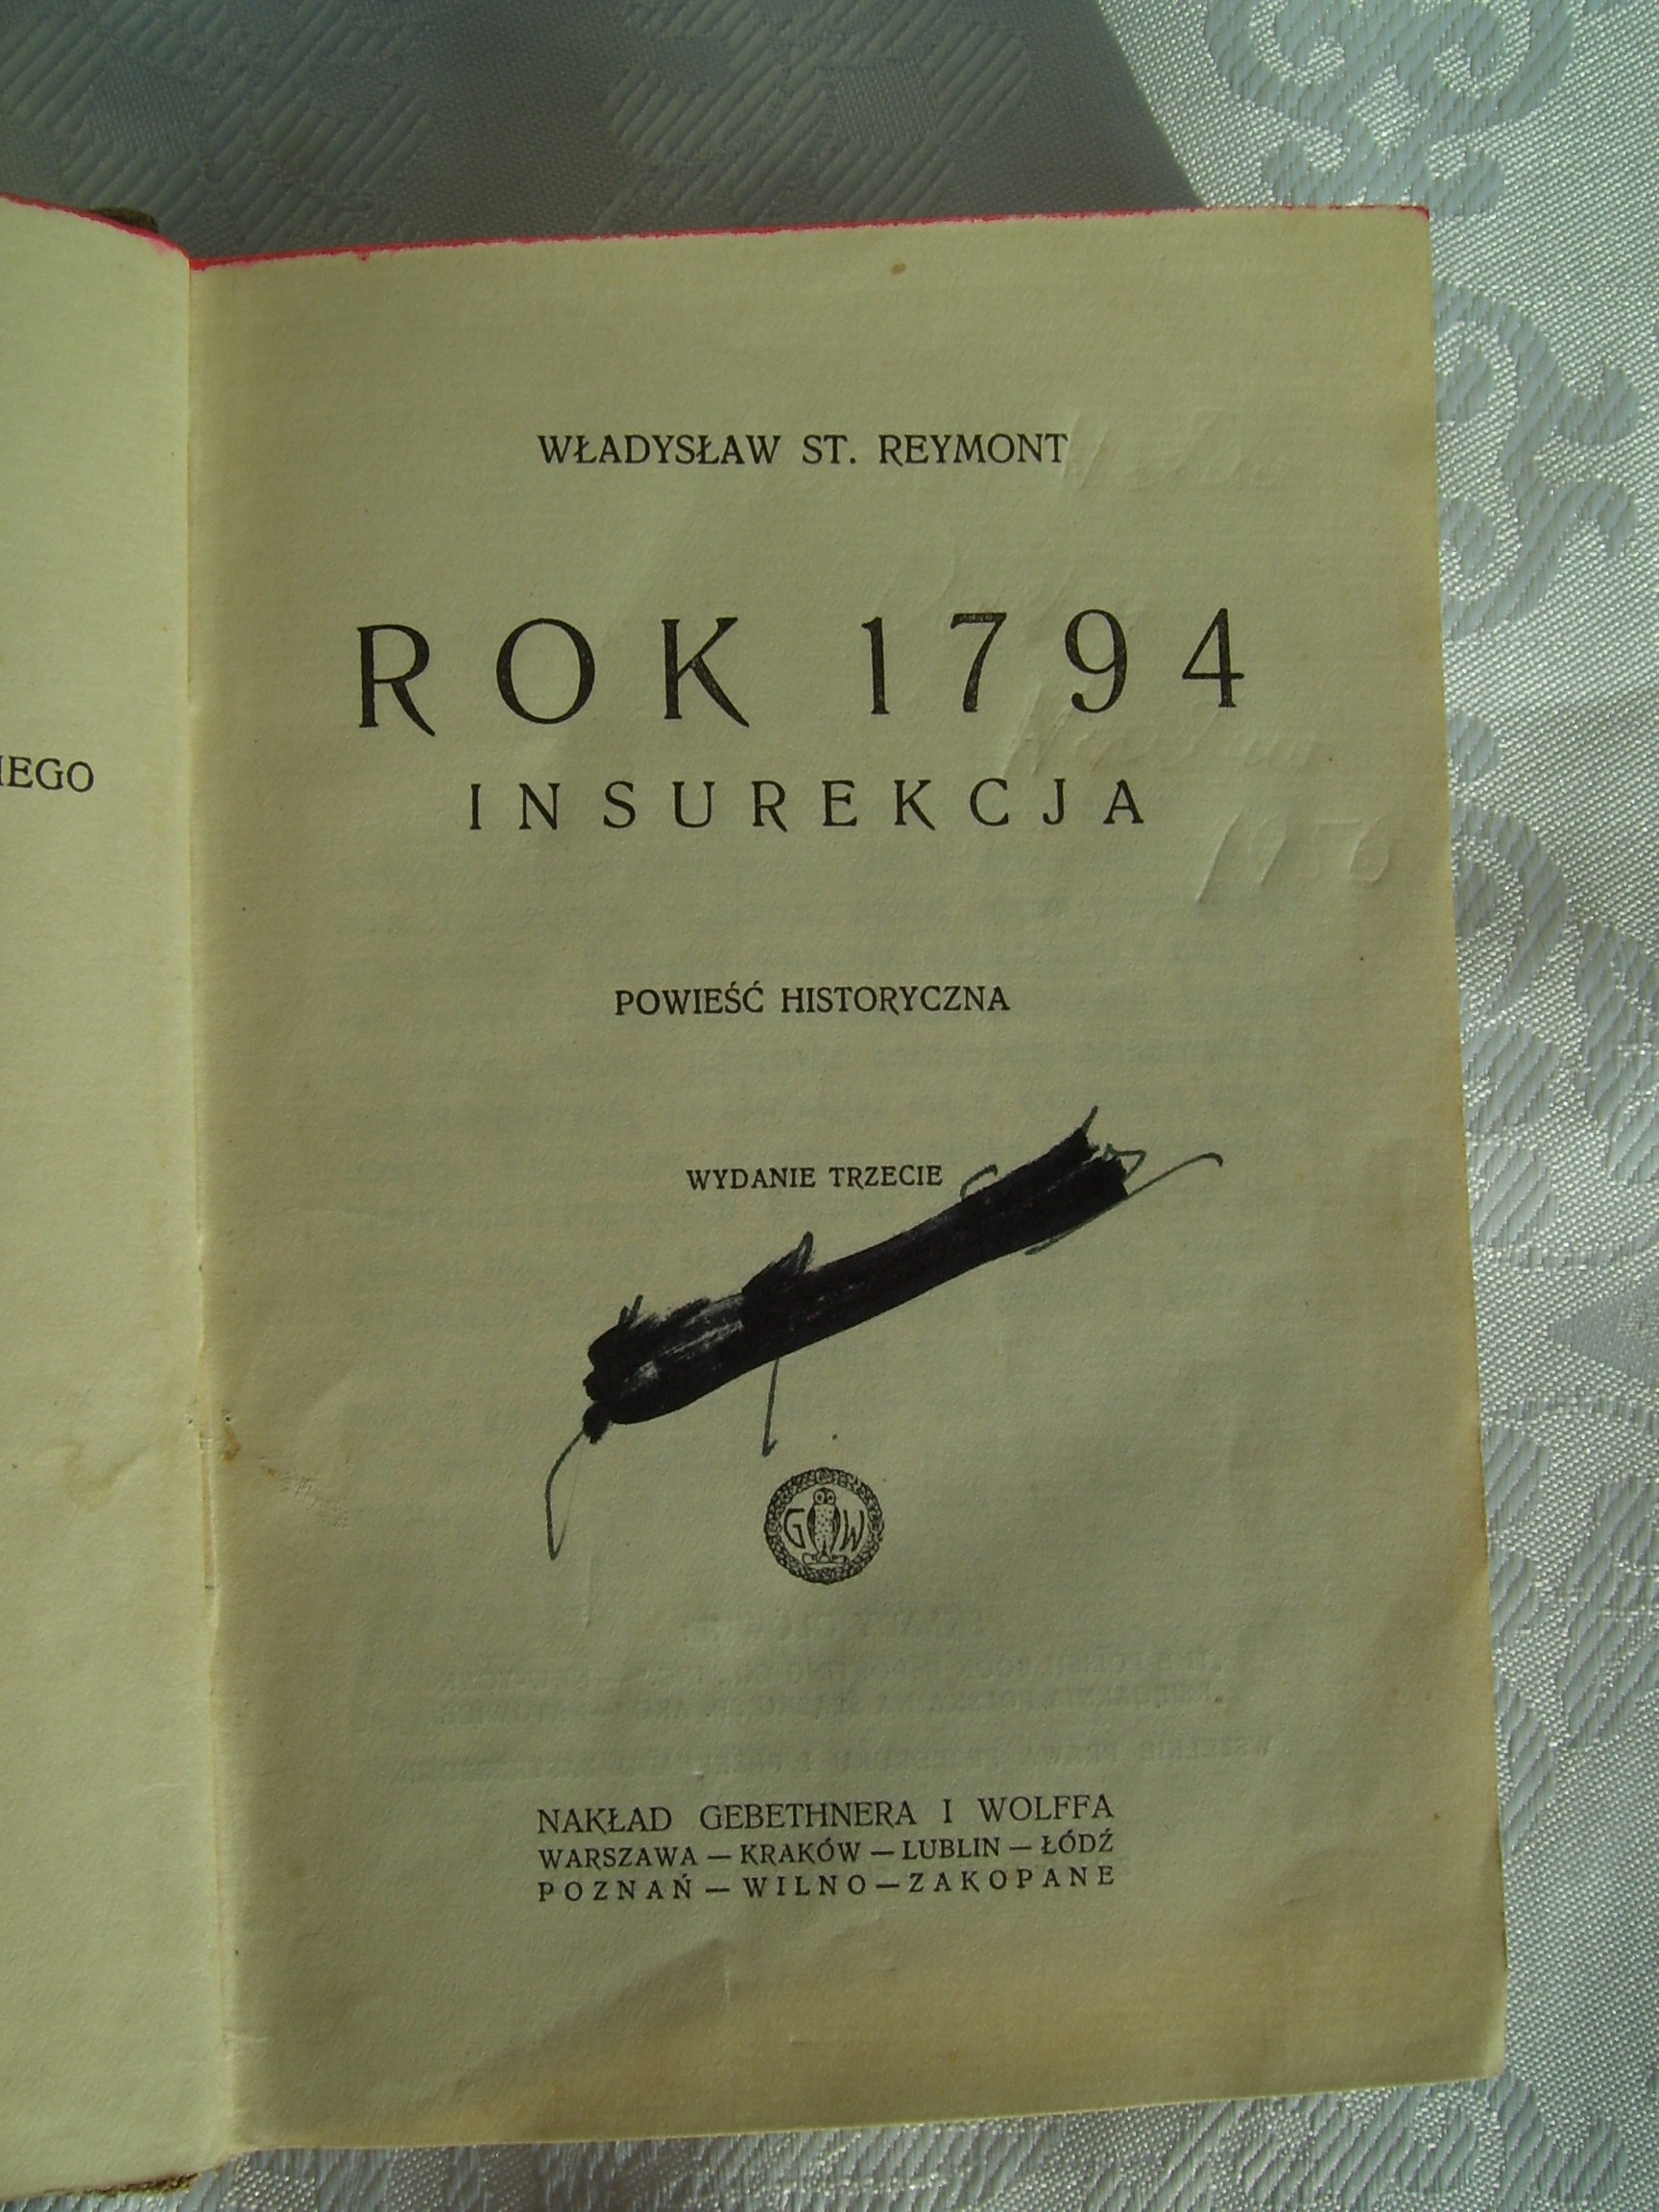 IEGO
WŁADYSŁAW ST. REYMONT
ROK 1794
INSUREKCJA
POWIEŚĆ HISTORYCZNA
WYDANIE TRZECIE
G W
NAKŁAD GEBETHNERA I WOLFFA
WARSZAWA — KRAKÓW — LUBLIN — ŁÓDŹ
POZNAŃ — WILNO — ZAKOPANE